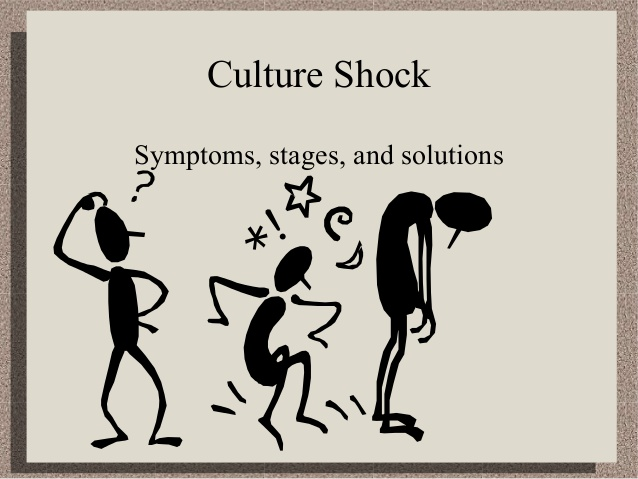 Culture Shock
Symptoms, stages, and solutions
?
*!